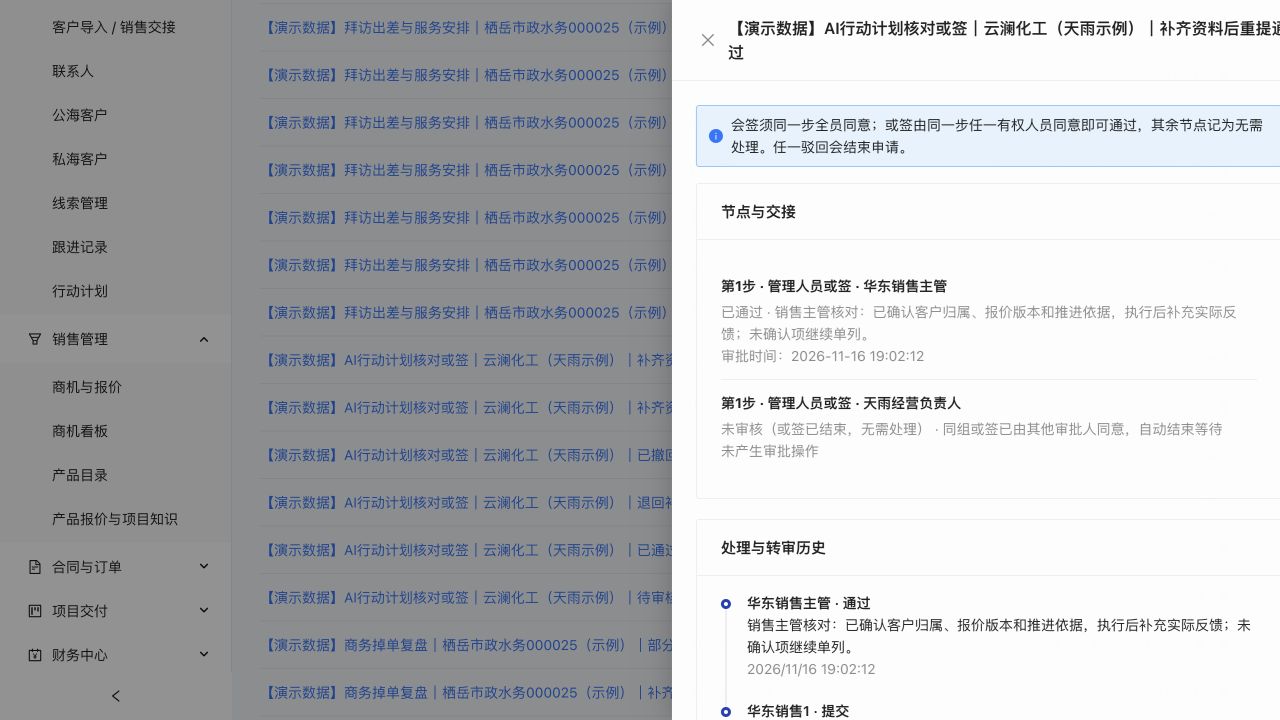 客户导入 / 销售交接
联系人
公海客户
私海客户
线索管理
跟进记录
行动计划
销售管理
商机与报价
商机看板
产品目录
产品报价与项目知识
合同与订单
项目交付
财务中心
【演示数据】拜访出差与服务安排｜栖岳市政水务000025（示例）
【演示数据】拜访出差与服务安排｜栖岳市政水务000025（示例）
【演示数据】拜访出差与服务安排｜栖岳市政水务000025（示例）
【演示数据】拜访出差与服务安排｜栖岳市政水务000025（示例）
【演示数据】拜访出差与服务安排｜栖岳市政水务000025（示例）
【演示数据】拜访出差与服务安排｜栖岳市政水务000025（示例）
【演示数据】拜访出差与服务安排｜栖岳市政水务000025（示例）
【演示数据】AI行动计划核对或签｜云澜化工（天雨示例）｜补齐资
【演示数据】AI行动计划核对或签｜云澜化工（天雨示例）｜补齐资
【演示数据】AI行动计划核对或签｜云澜化工（天雨示例）｜已撤回
【演示数据】AI行动计划核对或签｜云澜化工（天雨示例）｜退回补
【演示数据】AI行动计划核对或签｜云澜化工（天雨示例）｜已通过
【演示数据】AI行动计划核对或签｜云澜化工（天雨示例）｜待审核
【演示数据】商务掉单复盘｜栖岳市政水务000025（示例）｜部分
【演示数据】商务掉单复盘｜栖岳市政水务000025（示例）｜补齐
【演示数据】AI行动计划核对或签｜云澜化工（天雨示例）｜补齐资料后重提通
过
会签须同一步全员同意；或签由同一步任一有权人员同意即可通过，其余节点记为无需
处理。任一驳回会结束申请。
节点与交接
第1步 · 管理人员或签 · 华东销售主管
已通过 · 销售主管核对：已确认客户归属、报价版本和推进依据，执行后补充实际反
馈；未确认项继续单列。
审批时间：2026-11-16 19:02:12
第1步 · 管理人员或签 · 天雨经营负责人
未审核（或签已结束，无需处理） · 同组或签已由其他审批人同意，自动结束等待
未产生审批操作
处理与转审历史
华东销售主管 · 通过
销售主管核对：已确认客户归属、报价版本和推进依据，执行后补充实际反馈；未
确认项继续单列。
2026/11/16 19:02:12
华东销售1 · 提交